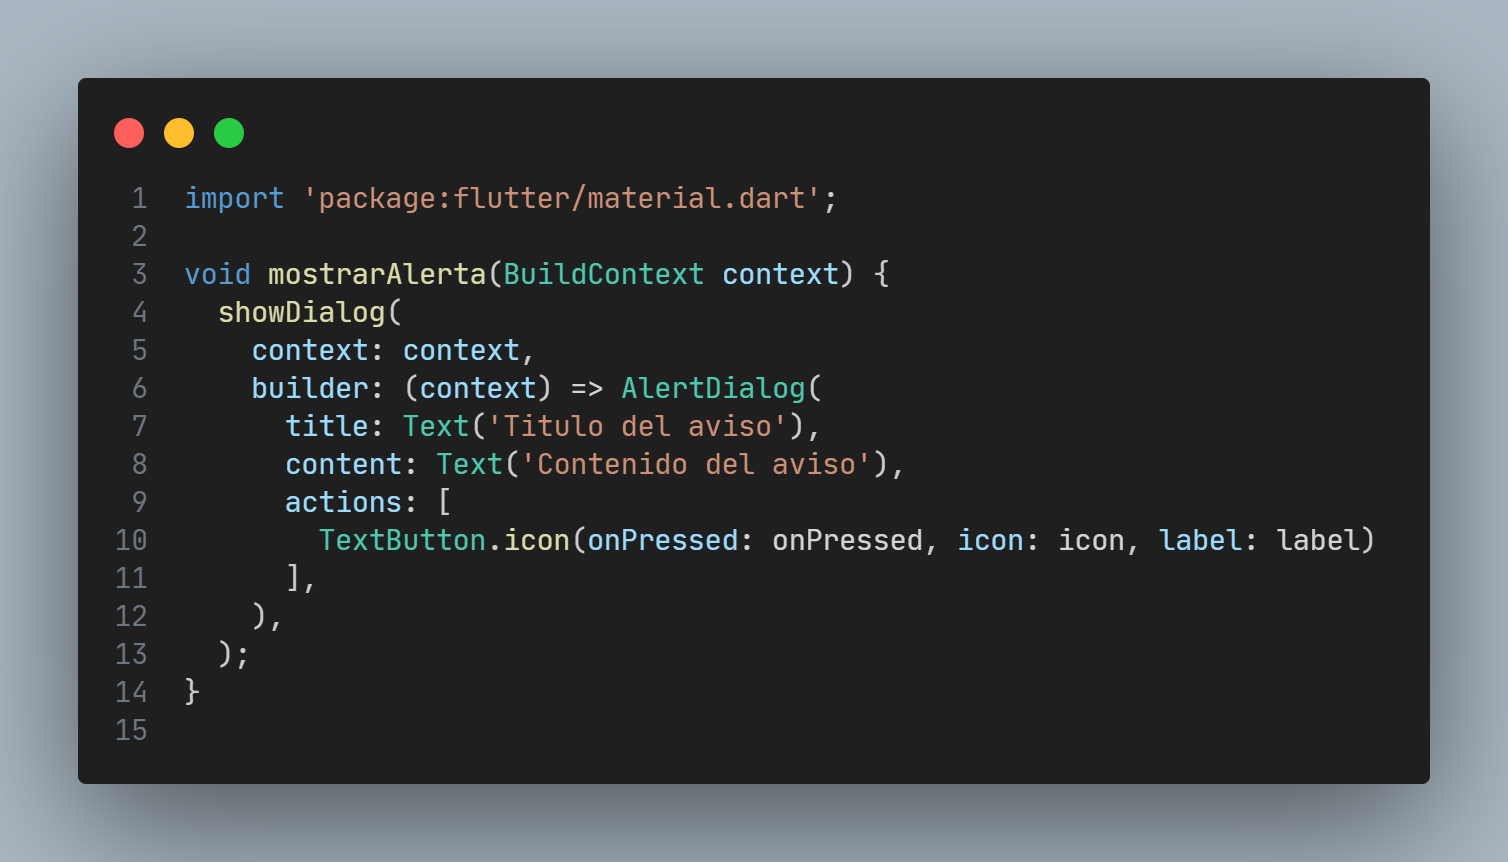 1 import 'package:flutter/material.dart';
2
3 void mostrarAlerta(BuildContext context) {
4   showDialog(
5     context: context,
6     builder: (context) => AlertDialog(
7       title: Text('Titulo del aviso'),
8       content: Text('Contenido del aviso'),
9       actions: [
10         TextButton.icon(onPressed: onPressed, icon: icon, label: label)
11       ],
12     ),
13   );
14 }
15